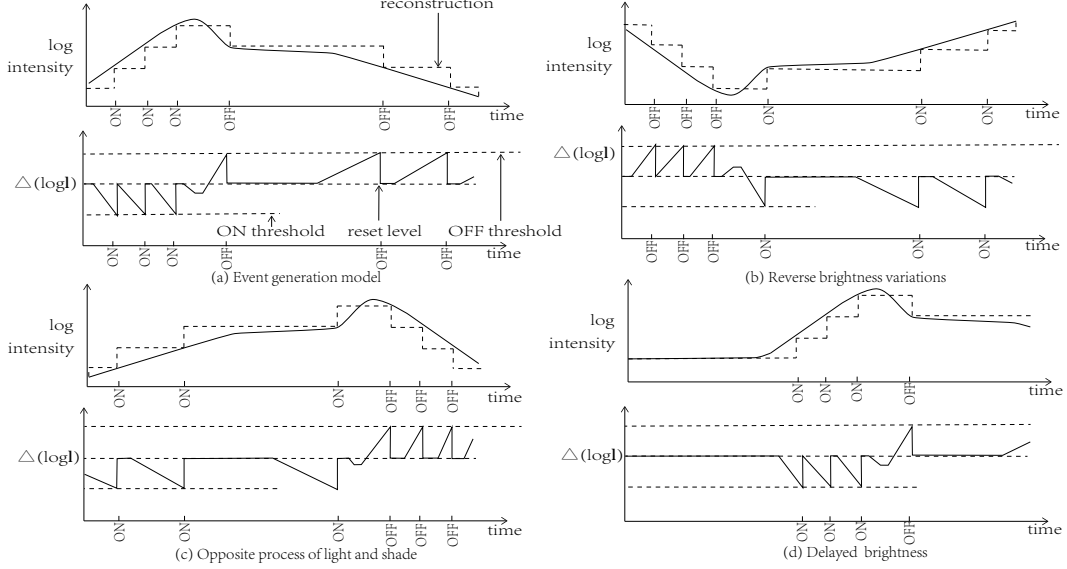 reconstruction
log
intensity
ON ON ON OFF OFF OFF
time
△(logI)
ON threshold
reset level
OFF threshold
ON ON ON OFF OFF OFF
time
(a) Event generation model
log
intensity
OFF OFF OFF ON ON ON
time
△(logI)
OFF OFF OFF ON ON ON
time
(b) Reverse brightness variations
log
intensity
ON ON ON OFF OFF OFF
time
△(logI)
ON ON ON OFF OFF OFF
time
(c) Opposite process of light and shade
log
intensity
ON ON ON OFF
time
△(logI)
ON ON ON OFF
time
(d) Delayed brightness